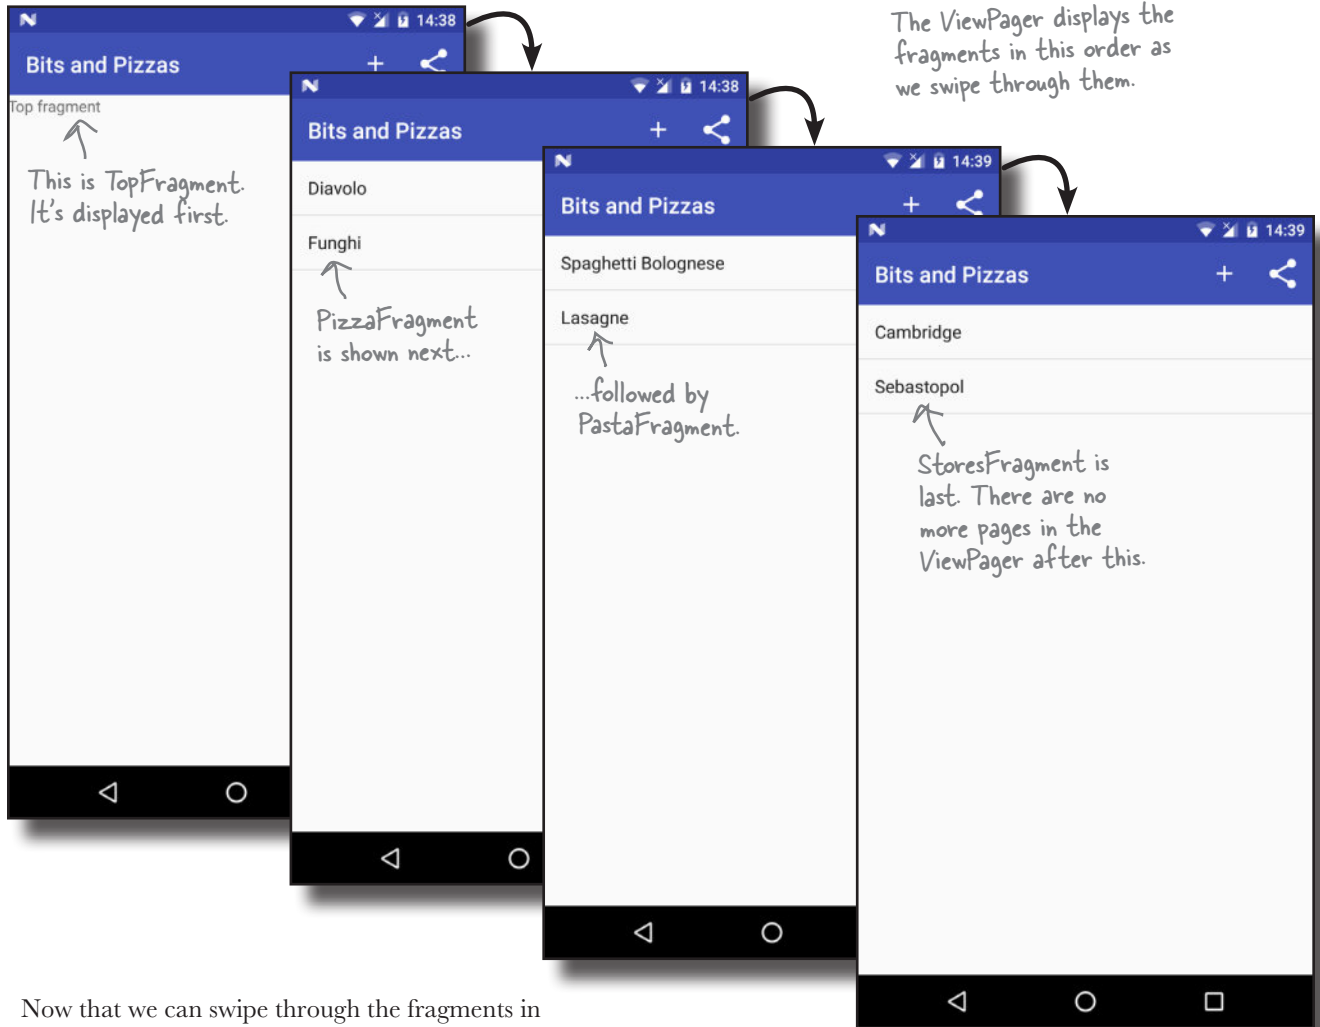 14:38
Bits and Pizzas
Top fragment
This is TopFragment.
It's displayed first.
14:38
Bits and Pizzas
Diavolo
Funghi
PizzaFragment
is shown next...
14:39
Bits and Pizzas
Spaghetti Bolognese
Lasagne
...followed by
PastaFragment.
The ViewPager displays the
fragments in this order as
we swipe through them.
14:39
Bits and Pizzas
Cambridge
Sebastopol
StoresFragment is
last. There are no
more pages in the
ViewPager after this.
Now that we can swipe through the fragments in